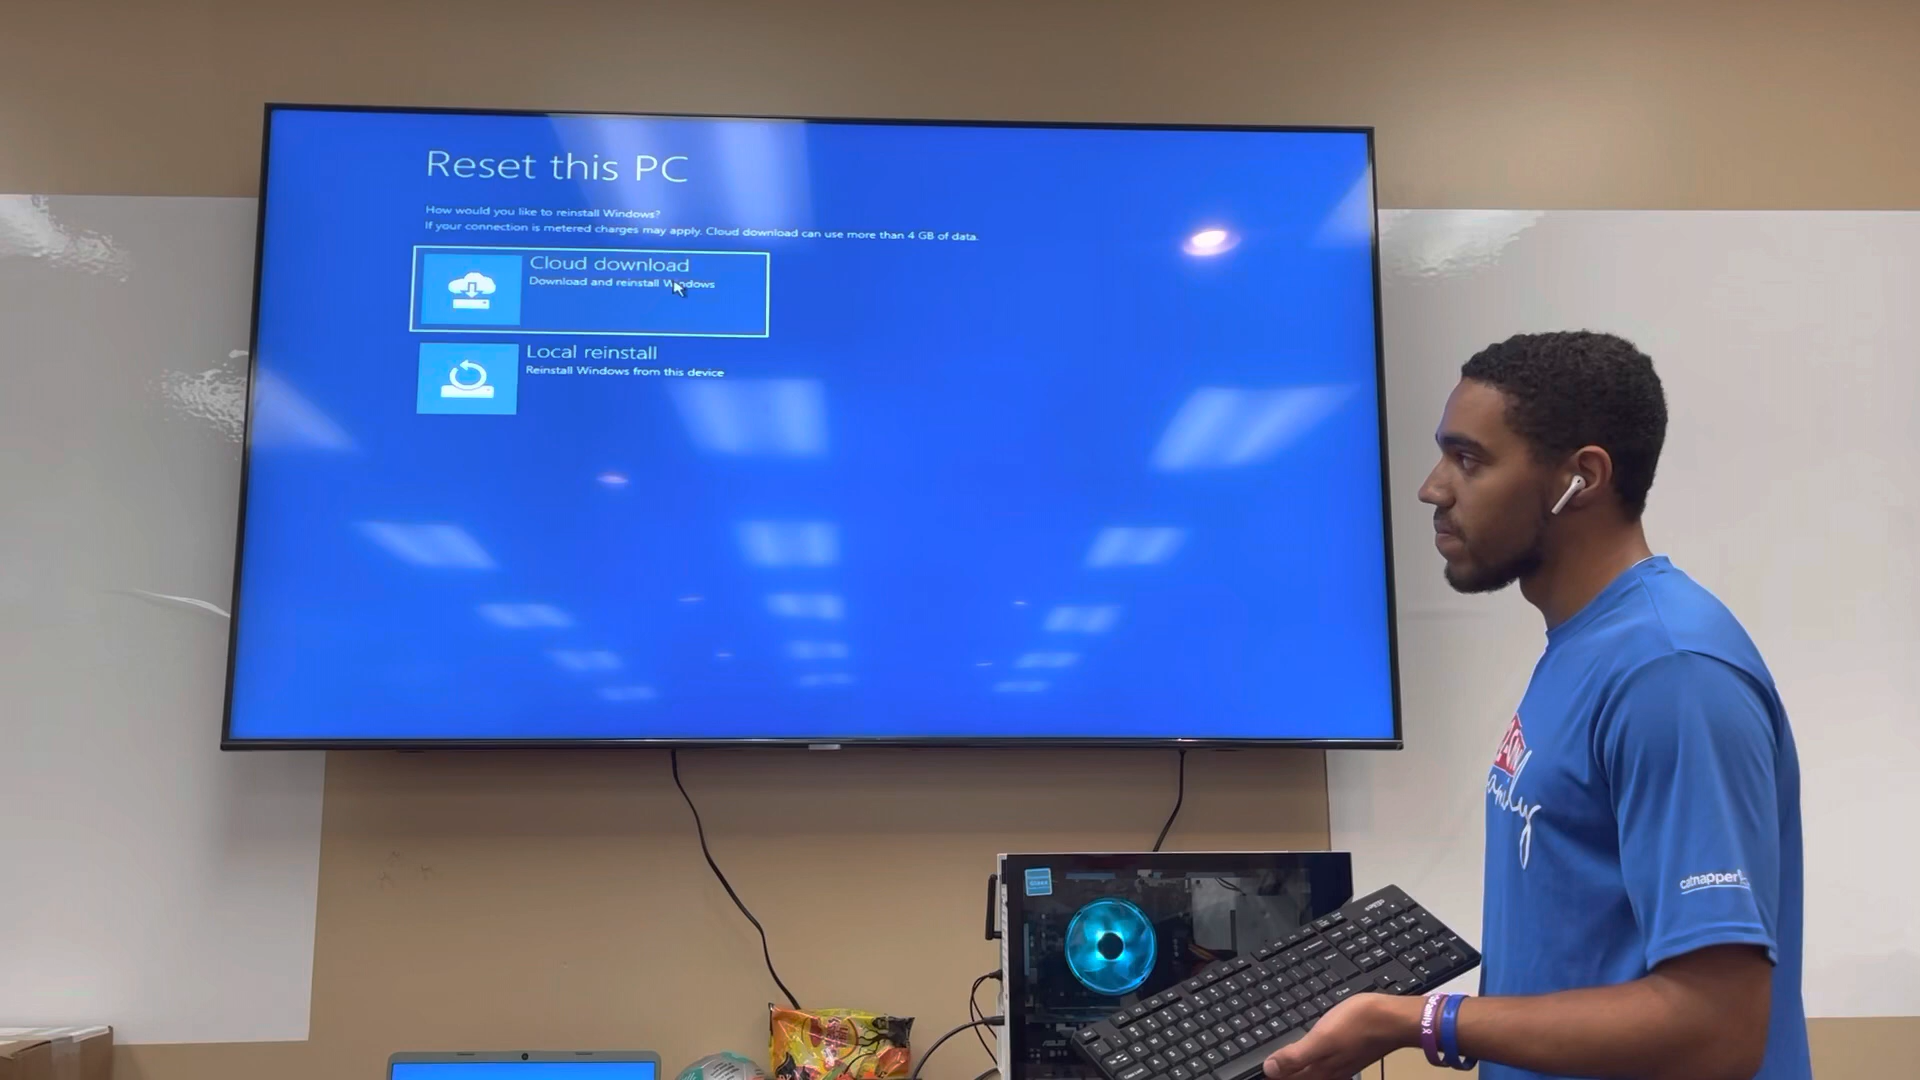 Reset this PC
How would you like to reinstall Windows?
If your connection is metered charges may apply. Cloud download can use more than 4 GB of data.
Cloud download
Download and reinstall Windows
Local reinstall
Reinstall Windows from this device
catnapper
ASUS